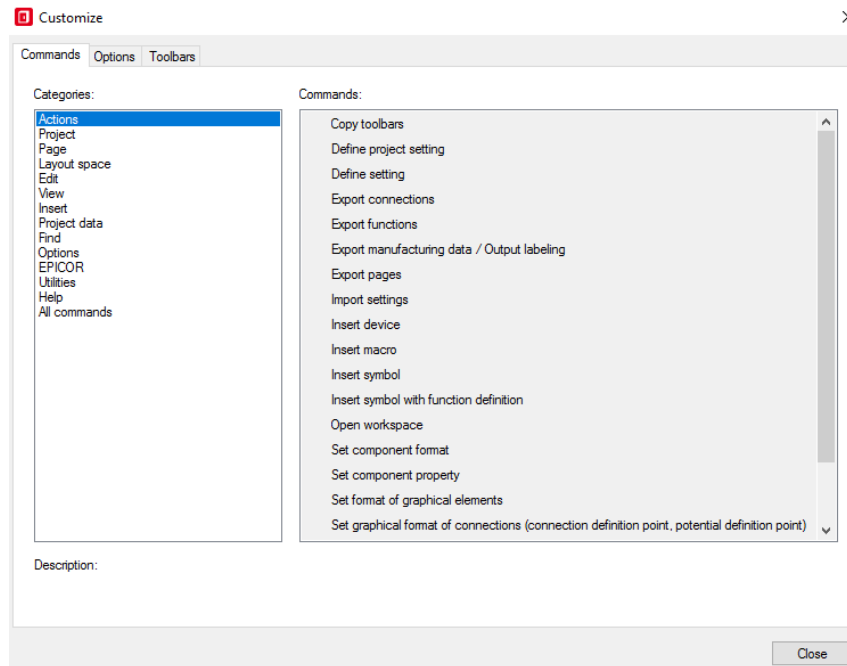 Customize
Commands Options Toolbars
Categories:
Actions
Project
Page
Layout space
Edit
View
Insert
Project data
Find
Options
EPICOR
Utilities
Help
All commands
Commands:
Copy toolbars
Define project setting
Define setting
Export connections
Export functions
Export manufacturing data / Output labeling
Export pages
Import settings
Insert device
Insert macro
Insert symbol
Insert symbol with function definition
Open workspace
Set component format
Set component property
Set format of graphical elements
Set graphical format of connections (connection definition point, potential definition point)
Description:
Close